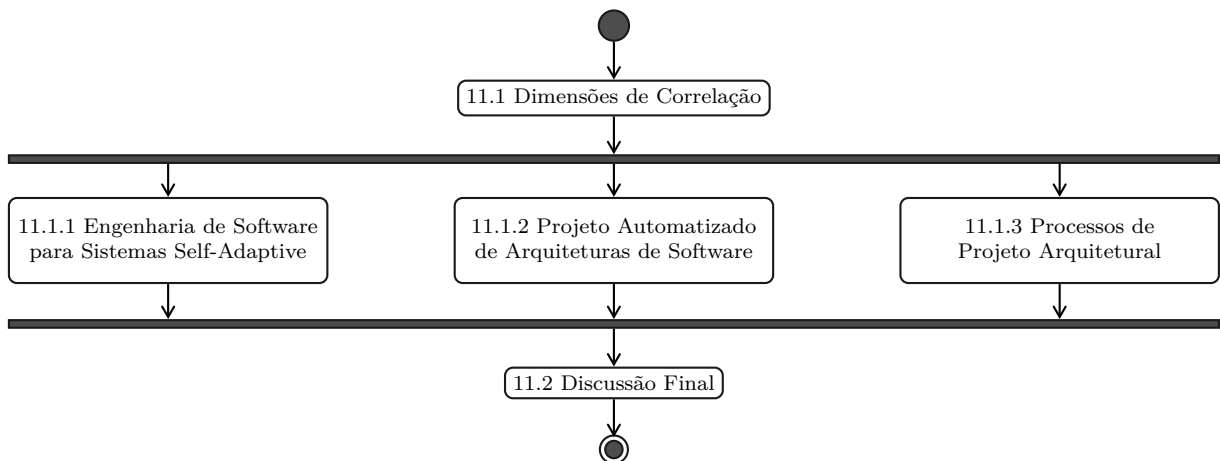 11.1 Dimensões de Correlação
11.1.1 Engenharia de Software
para Sistemas Self-Adaptive
11.1.2 Projeto Automatizado
de Arquiteturas de Software
11.1.3 Processos de
Projeto Arquitetural
11.2 Discussão Final